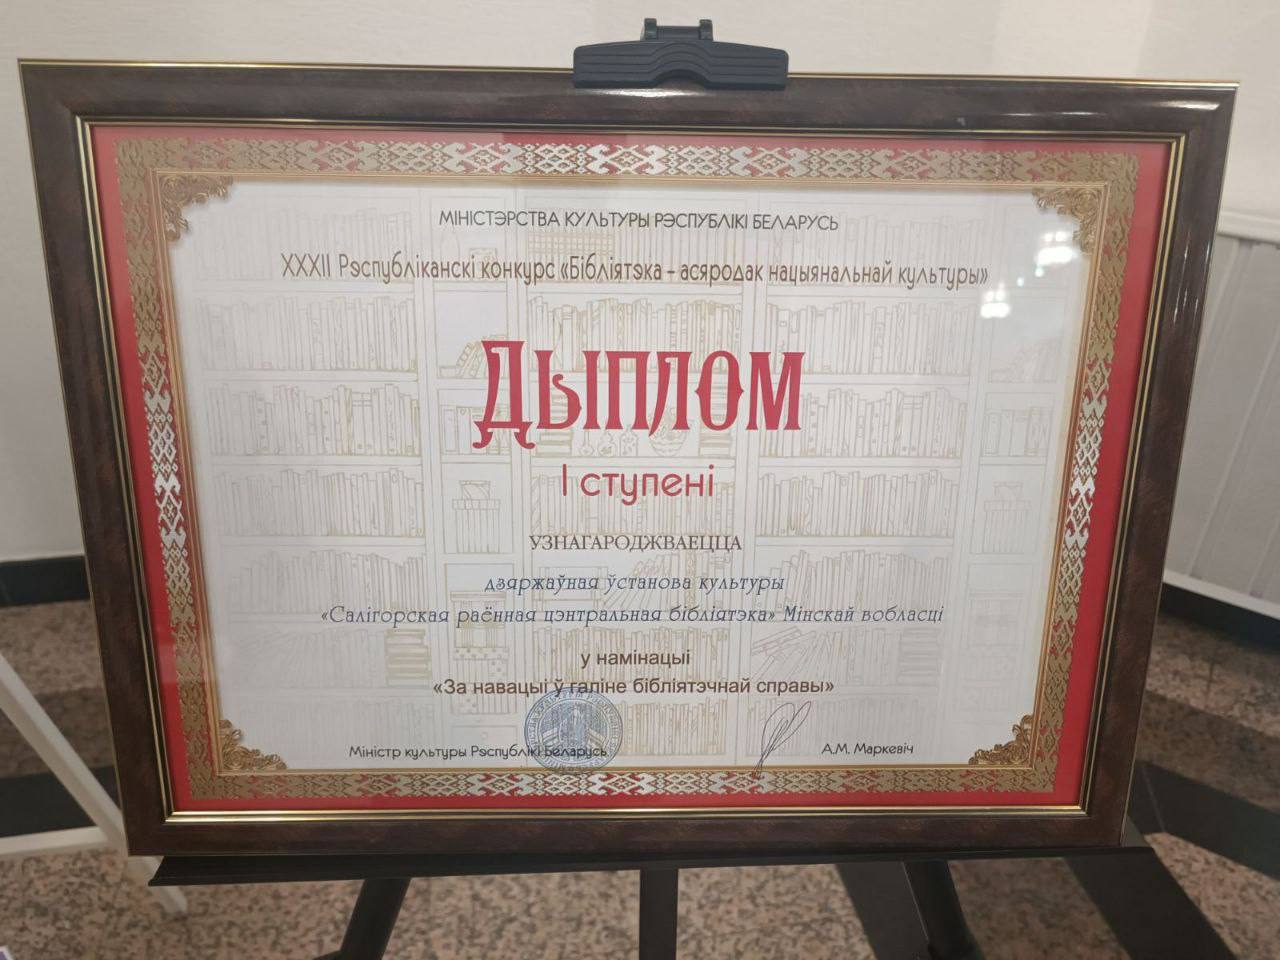 МІНІСТЭРСТВА КУЛЬТУРЫ РЭСПУБЛІКІ БЕЛАРУСЬ
XXXII Рэспубліканскі конкурс «Бібліятэка – асяродак нацыянальнай культуры»
Дыплом
I ступені
УЗНАГАРОДЖВАЕЦЦА
дзяржаўная ўстанова культуры
«Салігорская раённая цэнтральная бібліятэка» Мінскай вобласці
у намінацыі
«За навацыі ў галіне бібліятэчнай справы»
Міністр культуры Рэспублікі Беларусь
А.М. Маркевіч